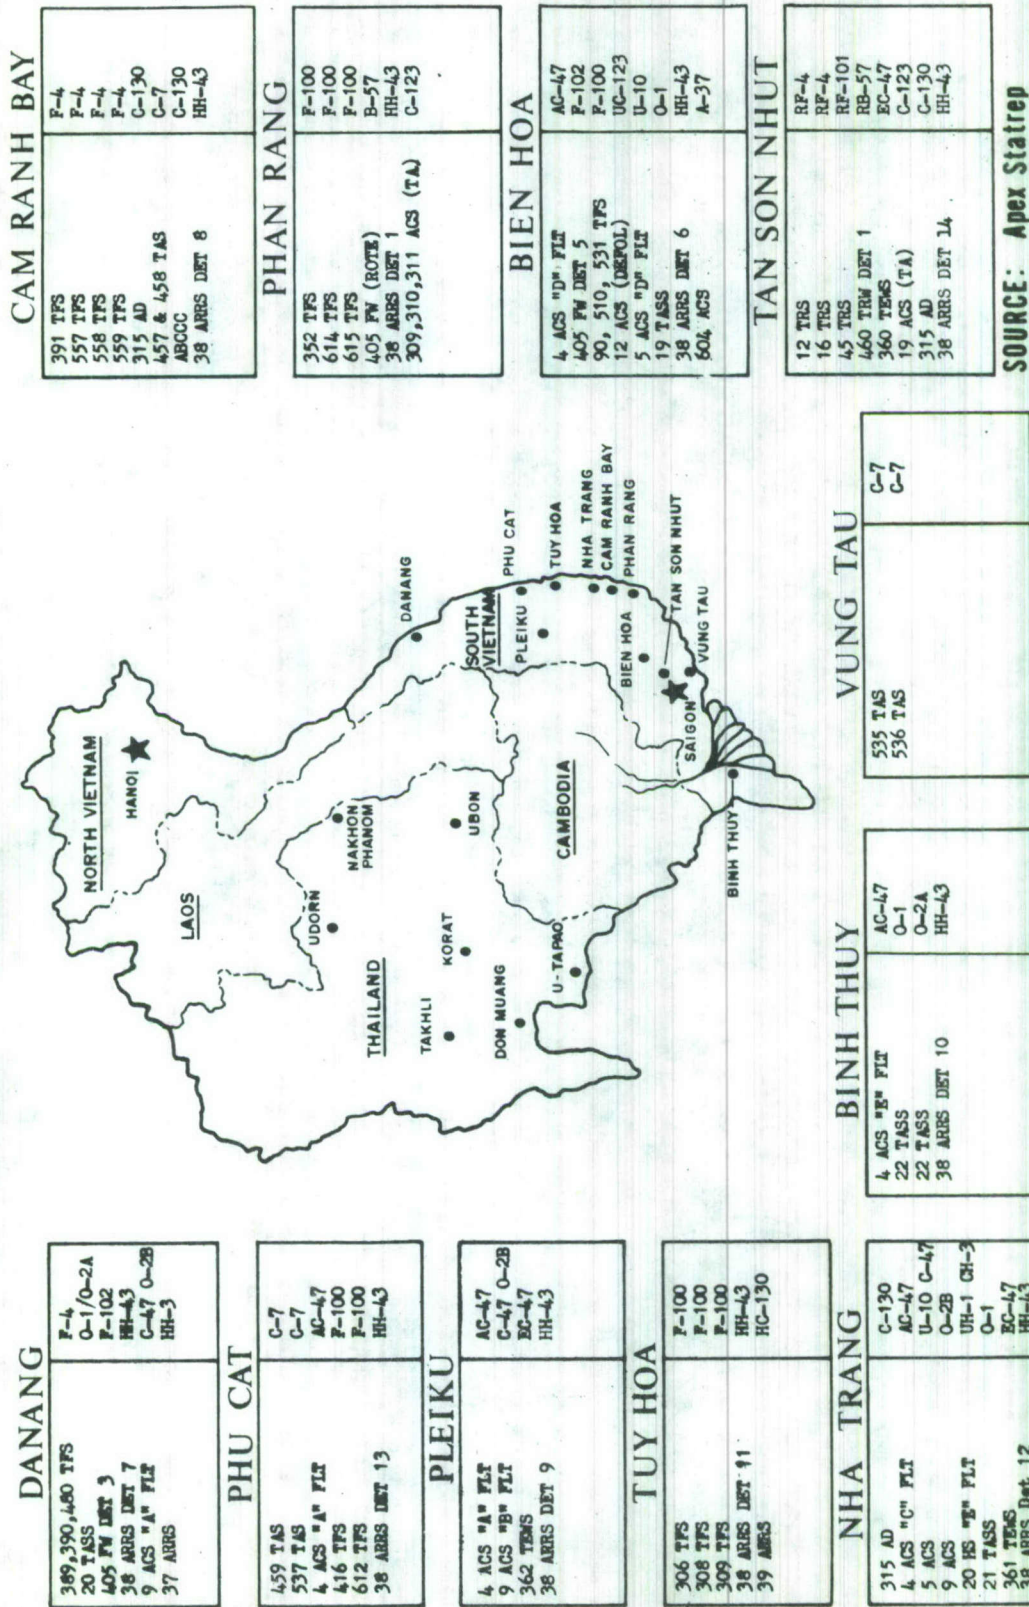 DANANG
389,390,480 TFS F-4
20 TASS O-1/O-2A
405 FW DET 3 F-102
38 ARRS DET 7 HH-43
9 ACS "A" FLT C-47 O-2B
37 ARRS HH-3
PHU CAT
459 TAS C-7
537 TAS C-7
4 ACS "A" FLT AC-47
416 TFS F-100
612 TFS F-100
38 ARRS DET 13 HH-43
PLEIKU
4 ACS "A" FLT AC-47
9 ACS "B" FLT C-47 O-2B
362 TEWS EC-47
38 ARRS DET 9 HH-43
TUY HOA
306 TFS F-100
308 TFS F-100
309 TFS F-100
38 ARRS DET 11 HH-43
39 ARRS HC-130
NHA TRANG
315 AD C-130
4 ACS "C" FLT AC-47
5 ACS U-10 C-47
9 ACS O-2B
20 HS "E" FLT UH-1 CH-3
21 TASS O-1
361 TEWS EC-47
38 ARRS Det 12 HH-43
NORTH VIETNAM
HANOI
LAOS
UDORN
NAKHON
PHANOM
THAILAND
TAKHLI
KORAT
UBON
DON MUANG
U-TAPAO
CAMBODIA
DANANG
SOUTH
VIETNAM
PHU CAT
PLEIKU
TUY HOA
NHA TRANG
CAM RANH BAY
PHAN RANG
BIEN HOA
TAN SON NHUT
SAIGON
VUNG TAU
BINH THUY
BINH THUY
4 ACS "E" FLT AC-47
22 TASS O-1
22 TASS O-2A
38 ARRS DET 10 HH-43
VUNG TAU
535 TAS C-7
536 TAS C-7
CAM RANH BAY
391 TFS F-4
557 TFS F-4
558 TFS F-4
559 TFS F-4
315 AD C-130
457 & 458 TAS C-7
ABCCC C-130
38 ARRS DET 8 HH-43
PHAN RANG
352 TFS F-100
614 TFS F-100
615 TFS F-100
405 FW (ROTE) B-57
38 ARRS DET 1 HH-43
309,310,311 ACS (TA) C-123
BIEN HOA
4 ACS "D" FLT AC-47
405 FW DET 5 F-102
90, 510, 531 TFS F-100
12 ACS (DEFOL) UC-123
5 ACS "D" FLT U-10
19 TASS O-1
38 ARRS DET 6 HH-43
604 ACS A-37
TAN SON NHUT
12 TRS RF-4
16 TRS RF-4
45 TRS RF-101
460 TRW DET 1 RB-57
360 TEWS EC-47
19 ACS (TA) C-123
315 AD C-130
38 ARRS DET 14 HH-43
SOURCE: Apex Statrep